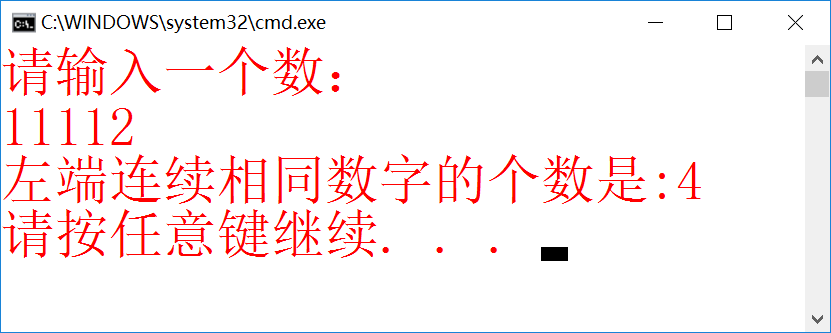 C:\WINDOWS\system32\cmd.exe
请输入一个数：
11112
左端连续相同数字的个数是:4
请按任意键继续. . .